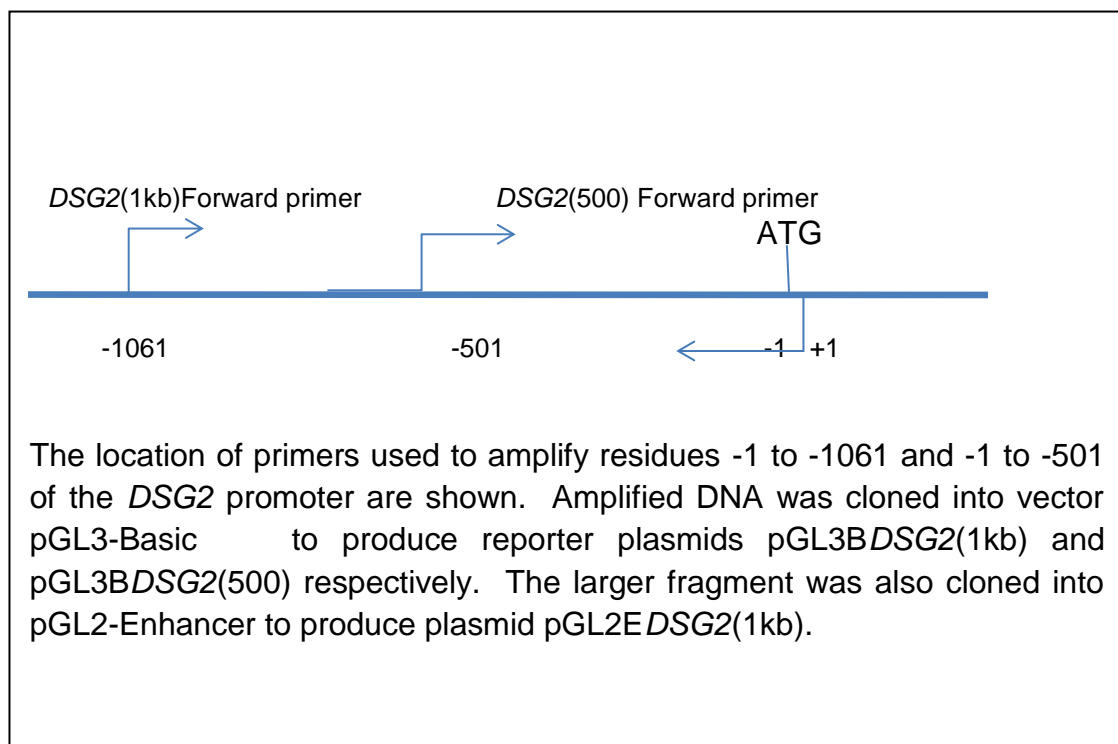 DSG2(1kb)Forward primer DSG2(500) Forward primer
ATG
-1061 -501 -1 +1
The location of primers used to amplify residues -1 to -1061 and -1 to -501
of the DSG2 promoter are shown. Amplified DNA was cloned into vector
pGL3-Basic to produce reporter plasmids pGL3BDSG2(1kb) and
pGL3BDSG2(500) respectively. The larger fragment was also cloned into
pGL2-Enhancer to produce plasmid pGL2EDSG2(1kb).